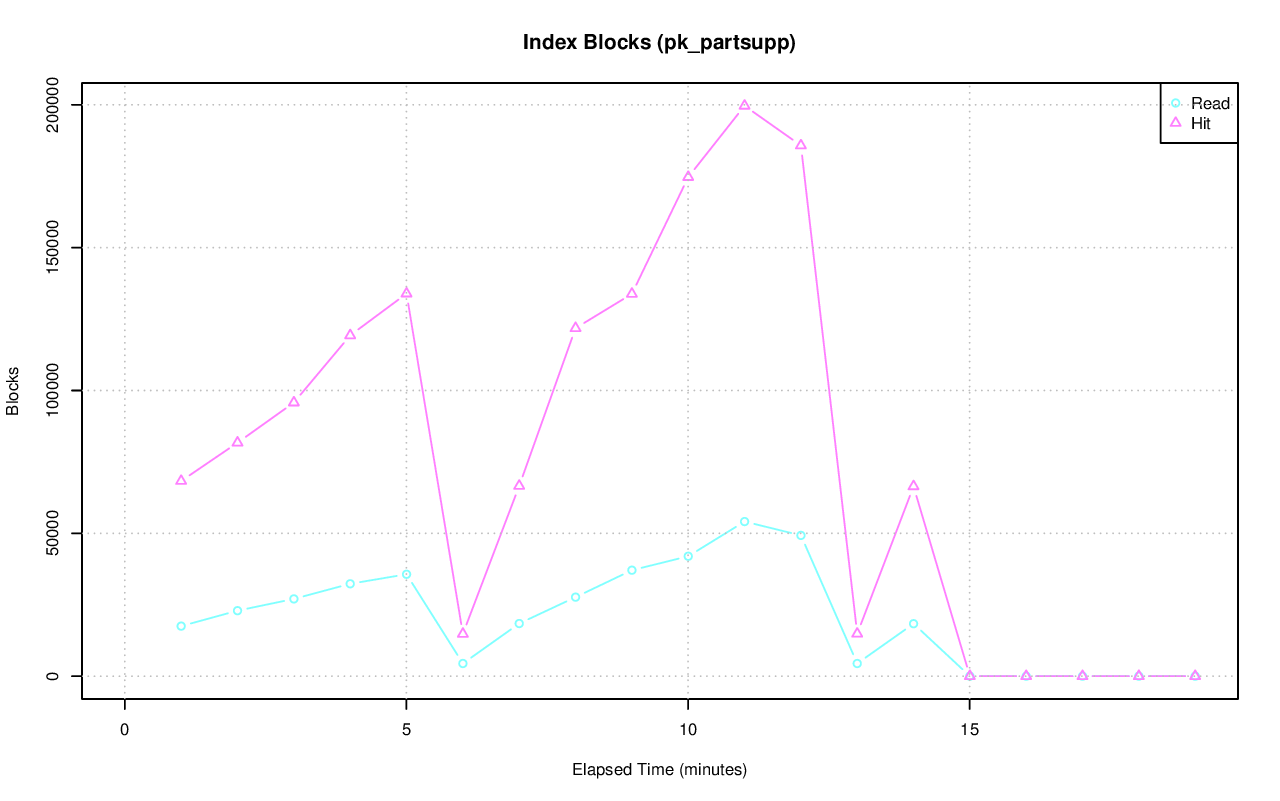 Index Blocks (pk_partsupp)
Read
Hit
200000
150000
100000
50000
0
Blocks
0 5 10 15
Elapsed Time (minutes)